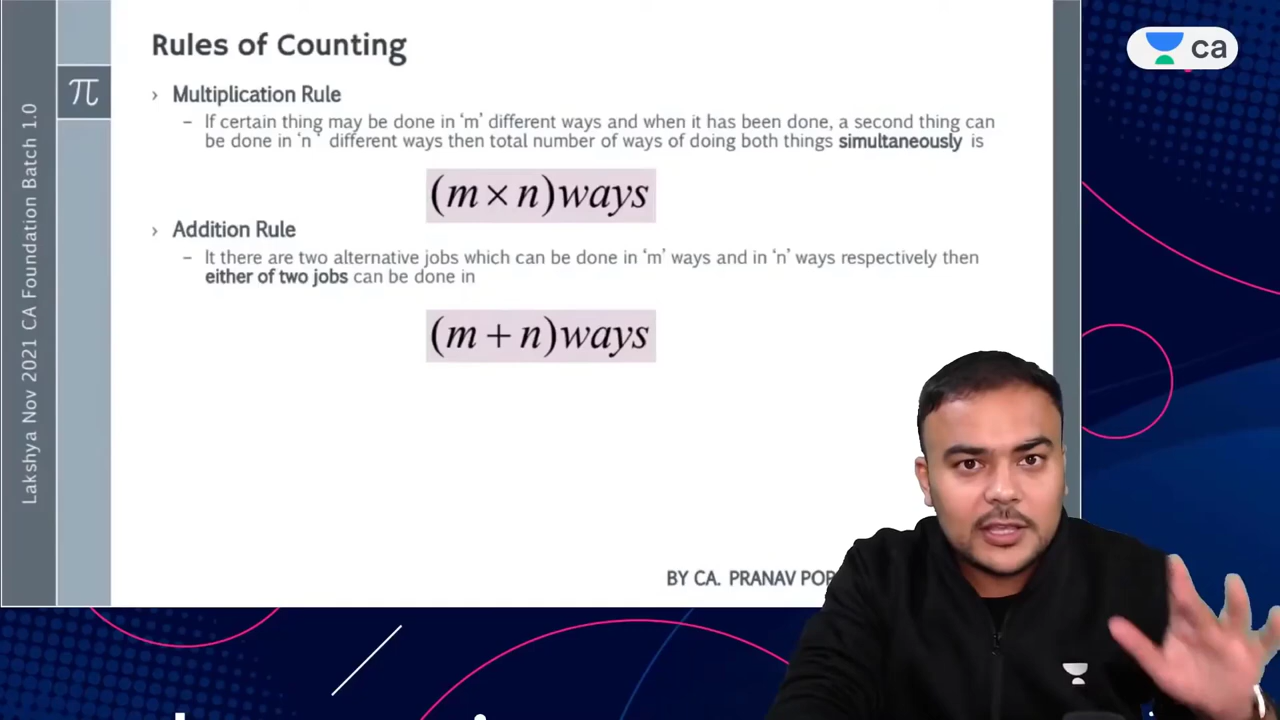 Lakshya Nov 2021 CA Foundation Batch 1.0
π
Rules of Counting
› Multiplication Rule
– If certain thing may be done in ‘m’ different ways and when it has been done, a second thing can
be done in ‘n ‘ different ways then total number of ways of doing both things simultaneously is
(m × n)ways
› Addition Rule
– It there are two alternative jobs which can be done in ‘m’ ways and in ‘n’ ways respectively then
either of two jobs can be done in
(m + n)ways
BY CA. PRANAV
ca